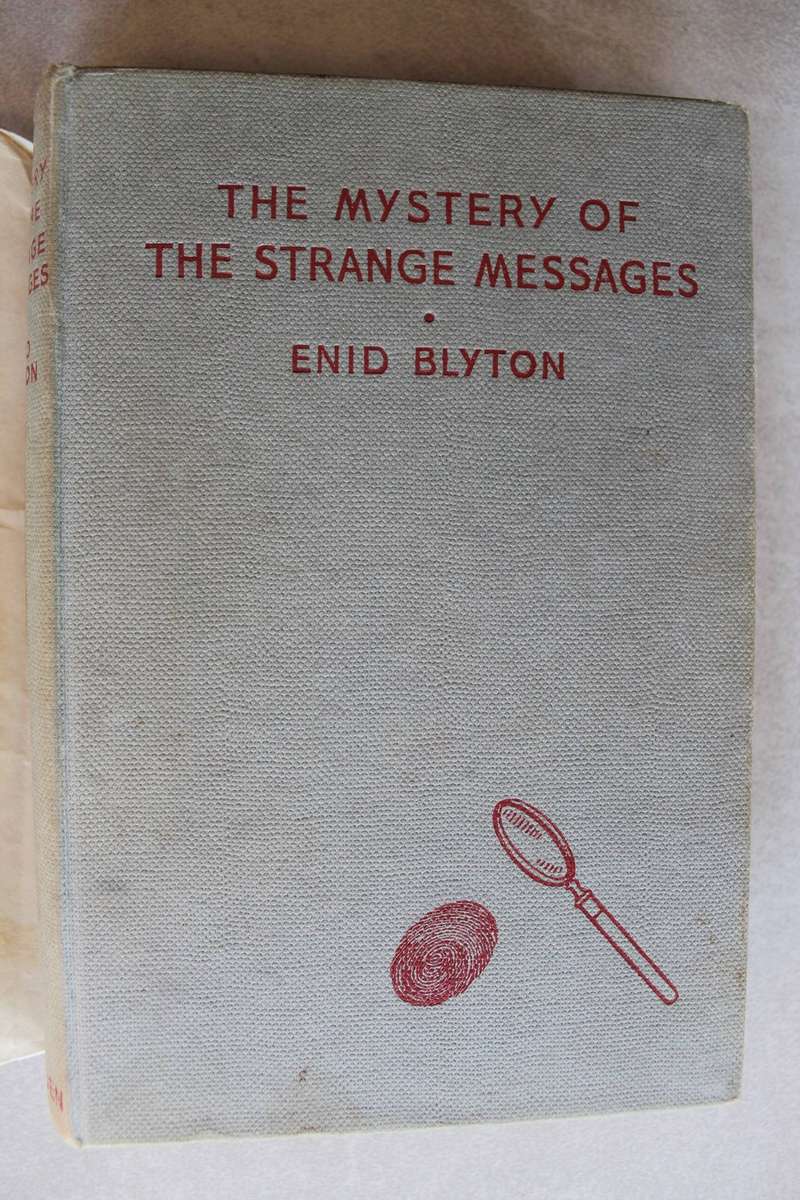 THE MYSTERY OF
THE STRANGE MESSAGES
•
ENID BLYTON